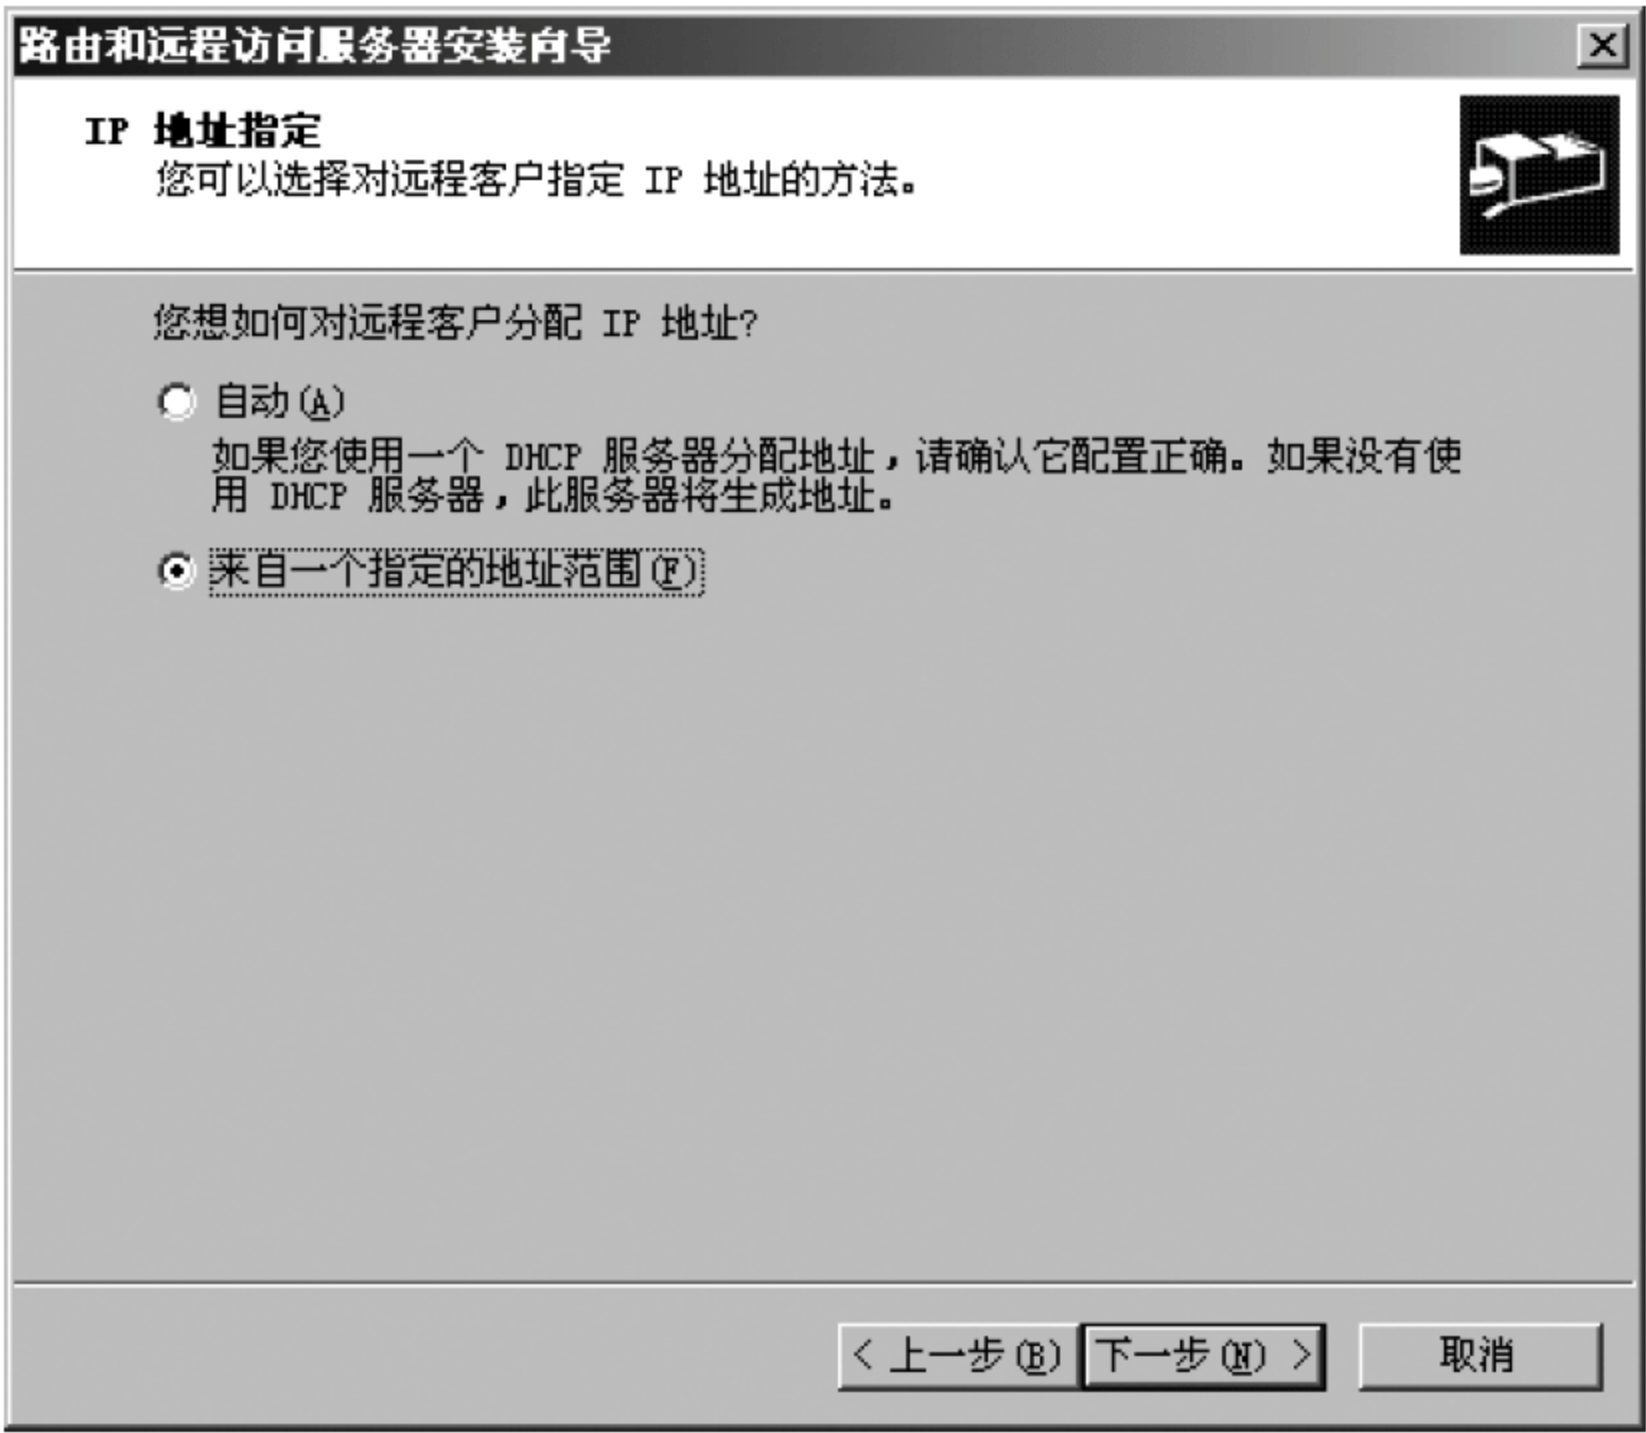 路由和远程访问服务器安装向导
IP 地址指定
您可以选择对远程客户指定 IP 地址的方法。
您想如何对远程客户分配 IP 地址?
自动(A)
如果您使用一个 DHCP 服务器分配地址，请确认它配置正确。如果没有使
用 DHCP 服务器，此服务器将生成地址。
来自一个指定的地址范围(F)
< 上一步(B)
下一步(N) >
取消